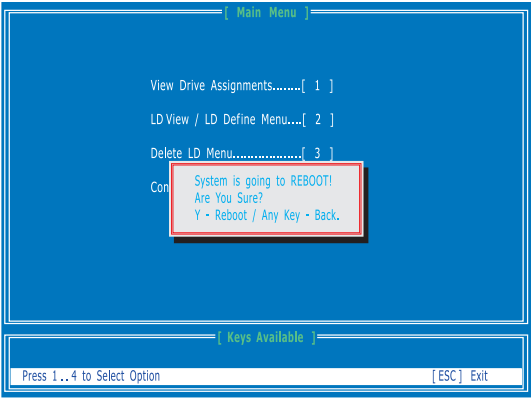 [ Main Menu ]
View Drive Assignments........[ 1 ]
LD View / LD Define Menu....[ 2 ]
Delete LD Menu...................[ 3 ]
Con
System is going to REBOOT!
Are You Sure?
Y - Reboot / Any Key - Back.
[ Keys Available ]
Press 1..4 to Select Option [ESC] Exit